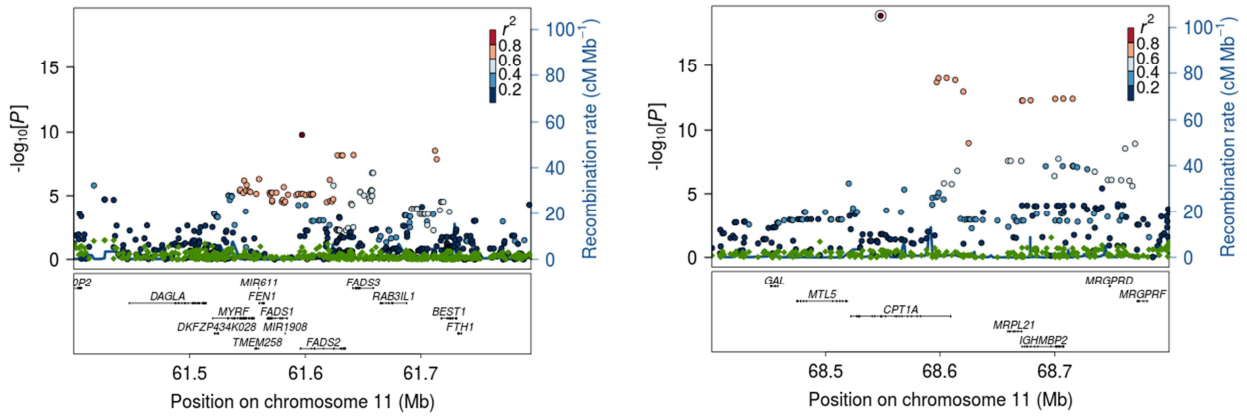 -log10[P]
15
10
5
0
r2
0.8
0.6
0.4
0.2
100
80
60
40
20
0
Recombination rate (cM Mb−1)
MIR611
FADS3
DAGLA
FEN1
RAB3IL1
MYRF
FADS1
BEST1
DKFZP434K028
MIR1908
FTH1
TMEM258
FADS2
61.5
61.6
61.7
Position on chromosome 11 (Mb)
-log10[P]
15
10
5
0
r2
0.8
0.6
0.4
0.2
100
80
60
40
20
0
Recombination rate (cM Mb−1)
GAL
MRGPRD
MTL5
MRGPRF
CPT1A
MRPL21
IGHMBP2
68.5
68.6
68.7
Position on chromosome 11 (Mb)